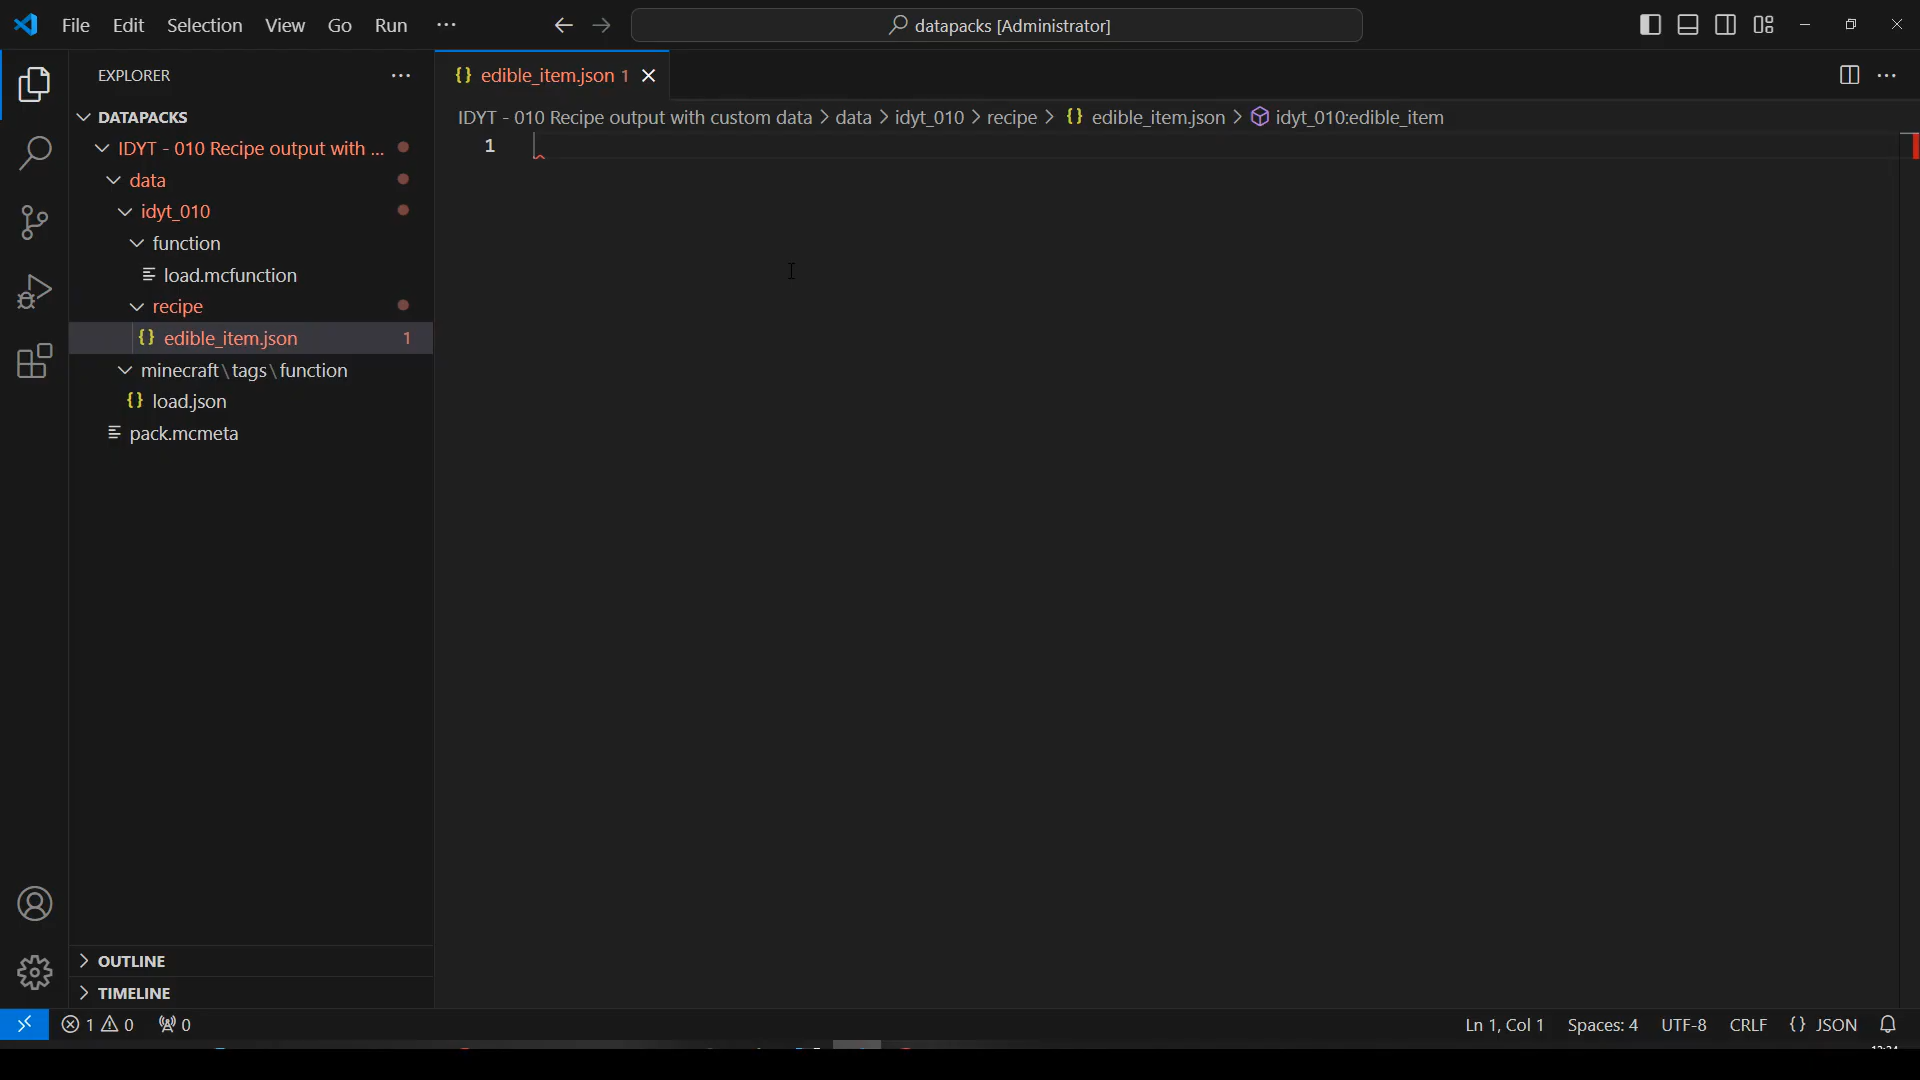 File Edit Selection View Go Run ··· datapacks [Administrator]
EXPLORER ···
DATAPACKS
IDYT - 010 Recipe output with ...
data
idyt_010
function
load.mcfunction
recipe
{} edible_item.json 1
minecraft\tags\function
{} load.json
pack.mcmeta
OUTLINE
TIMELINE
{} edible_item.json 1
IDYT - 010 Recipe output with custom data > data > idyt_010 > recipe > {} edible_item.json > idyt_010:edible_item
1
1 0 0 Ln 1, Col 1 Spaces: 4 UTF-8 CRLF {} JSON